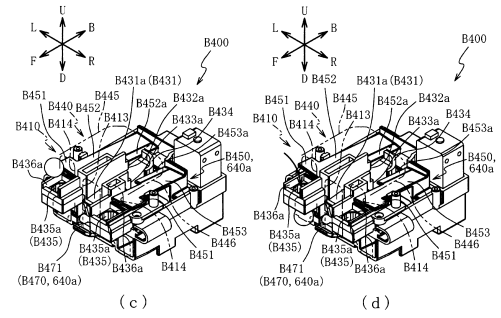 U
L B
F R
D
B400
B431a (B431)
B445
B452
B413
B451
B440
B452a
B432a
B410
B414
B434
B433a
B453a
B436a
B450,
640a
B435a
(B435)
B471
(B470, 640a)
B435a
(B435)
B436a
B414
B451
B446
B453
(c)
U
L B
F R
D
B400
B452
B431a (B431)
B445
B451
B440
B413
B452a
B432a
B410
B414
B433a
B434
B453a
B450,
640a
B436a
B435a
(B435)
B471
(B470, 640a)
B435a
(B435)
B436a
B414
B451
B446
B453
(d)